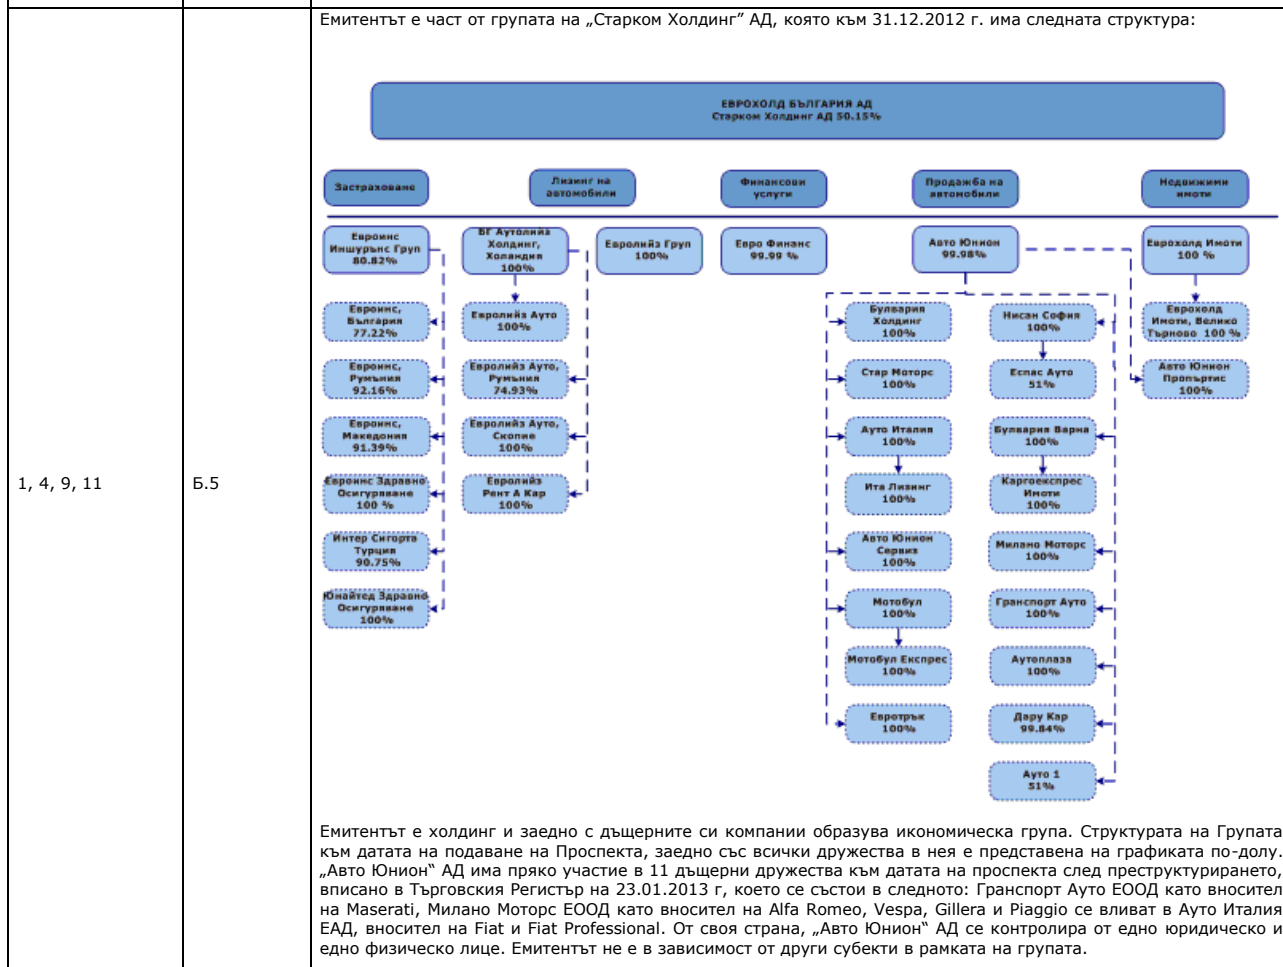 1, 4, 9, 11
Б.5
Емитентът е част от групата на „Старком Холдинг” АД, която към 31.12.2012 г. има следната структура:
ЕВРОХОЛД БЪЛГАРИЯ АД
Старком Холдинг АД 50.15%
Застраховане
Лизинг на
автомобили
Финансови
услуги
Продажба на
автомобили
Недвижими
имоти
Евроинс
Иншурънс Груп
80.82%
БГ Аутолийз
Холдинг,
Холандия
100%
Евролийз Груп
100%
Евро Финанс
99.99 %
Авто Юнион
99.98%
Еврохолд Имоти
100 %
Евроинс,
България
77.22%
Евроинс,
Румъния
92.16%
Евроинс,
Македония
91.39%
Евроинс Здравно
Осигуряване
100 %
Интер Сигорта
Турция
90.75%
Юнайтед Здравно
Осигуряване
100%
Евролийз Ауто
100%
Евролийз Ауто,
Румъния
74.93%
Евролийз Ауто,
Скопие
100%
Евролийз
Рент А Кар
100%
Булвария
Холдинг
100%
Стар Моторс
100%
Ауто Италия
100%
Ита Лизинг
100%
Авто Юнион
Сервиз
100%
Мотобул
100%
Мотобул Експрес
100%
Евротрък
100%
Нисан София
100%
Еспас Ауто
51%
Булвария Варна
100%
Каргоекспрес
Имоти
100%
Милано Моторс
100%
Гранспорт Ауто
100%
Аутоплаза
100%
Дару Кар
99.84%
Ауто 1
51%
Еврохолд
Имоти, Велико
Търново 100 %
Авто Юнион
Пропъртис
100%
Емитентът е холдинг и заедно с дъщерните си компании образува икономическа група. Структурата на Групата
към датата на подаване на Проспекта, заедно със всички дружества в нея е представена на графиката по-долу.
„Авто Юнион“ АД има пряко участие в 11 дъщерни дружества към датата на проспекта след преструктурирането,
вписано в Търговския Регистър на 23.01.2013 г, което се състои в следното: Гранспорт Ауто ЕООД като вносител
на Maserati, Милано Моторс ЕООД като вносител на Alfa Romeo, Vespa, Gillera и Piaggio се вливат в Ауто Италия
ЕАД, вносител на Fiat и Fiat Professional. От своя страна, „Авто Юнион“ АД се контролира от едно юридическо и
едно физическо лице. Емитентът не е в зависимост от други субекти в рамката на групата.